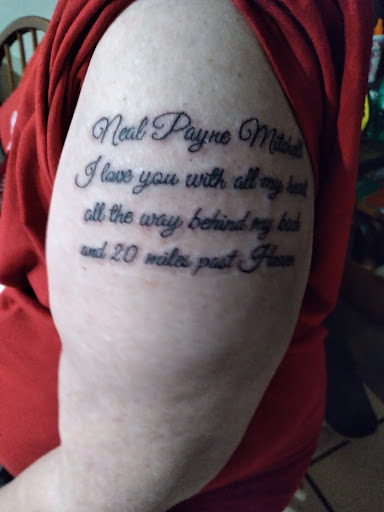 Neal Payne Mitchell
I love you with all my heart
all the way behind my back
and 20 miles past Haven